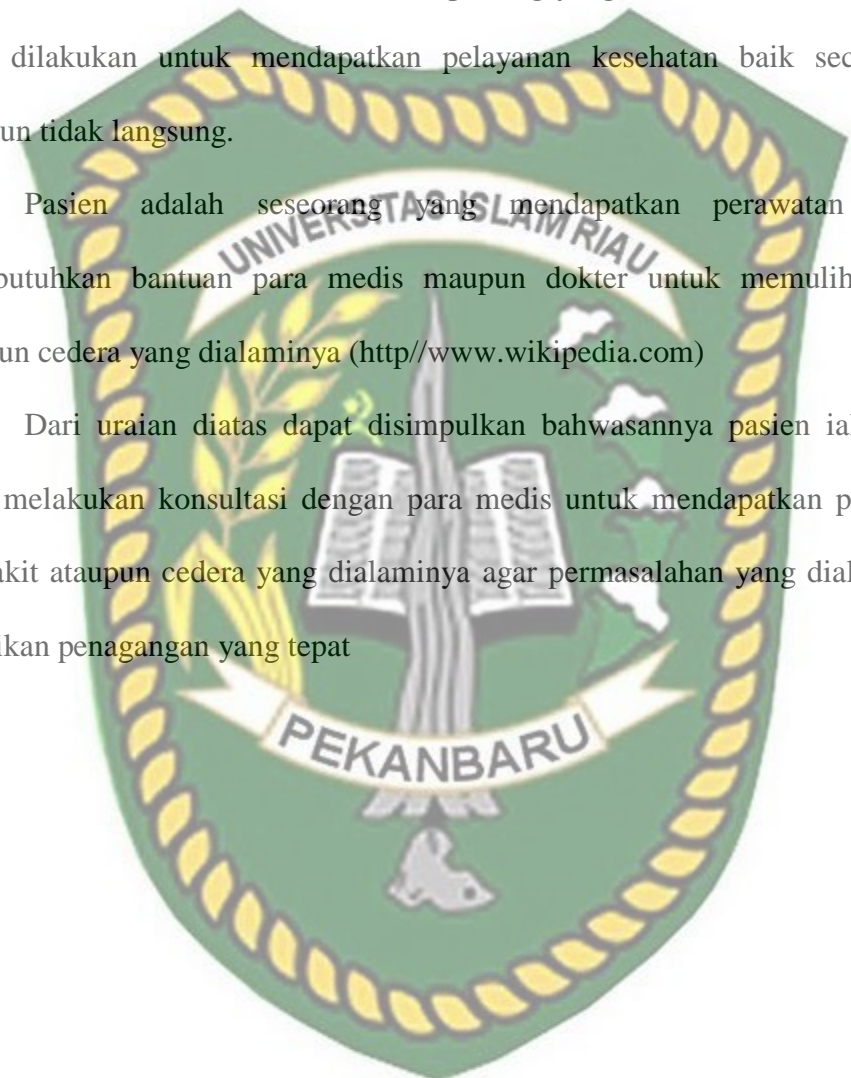 dilakukan untuk mendapatkan pelayanan kesehatan baik sec
un tidak langsung.
Pasien adalah seseorang yang mendapatkan perawatan
UNIVERSITAS ISLAM RIAU
butuhkan bantuan para medis maupun dokter untuk memulih
un cedera yang dialaminya (http//www.wikipedia.com)
Dari uraian diatas dapat disimpulkan bahwasannya pasien ial
melakukan konsultasi dengan para medis untuk mendapatkan p
akit ataupun cedera yang dialaminya agar permasalahan yang dial
ikan penagangan yang tepat
PEKANBARU